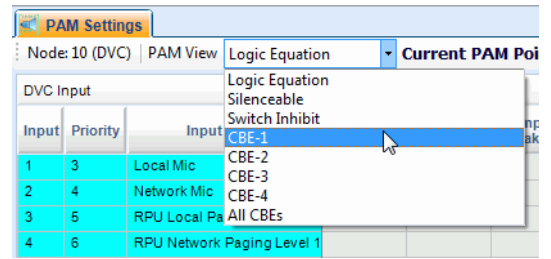 PAM Settings
Node: 10 (DVC) PAM View Logic Equation Current PAM Poi
DVC Input Logic Equation
Silenceable
Switch Inhibit
Input Priority Input CBE-1
CBE-2
1 3 Local Mic
CBE-3
2 4 Network Mic
CBE-4
3 5 RPU Local Pa All CBEs
4 6 RPU Network Paging Level 1